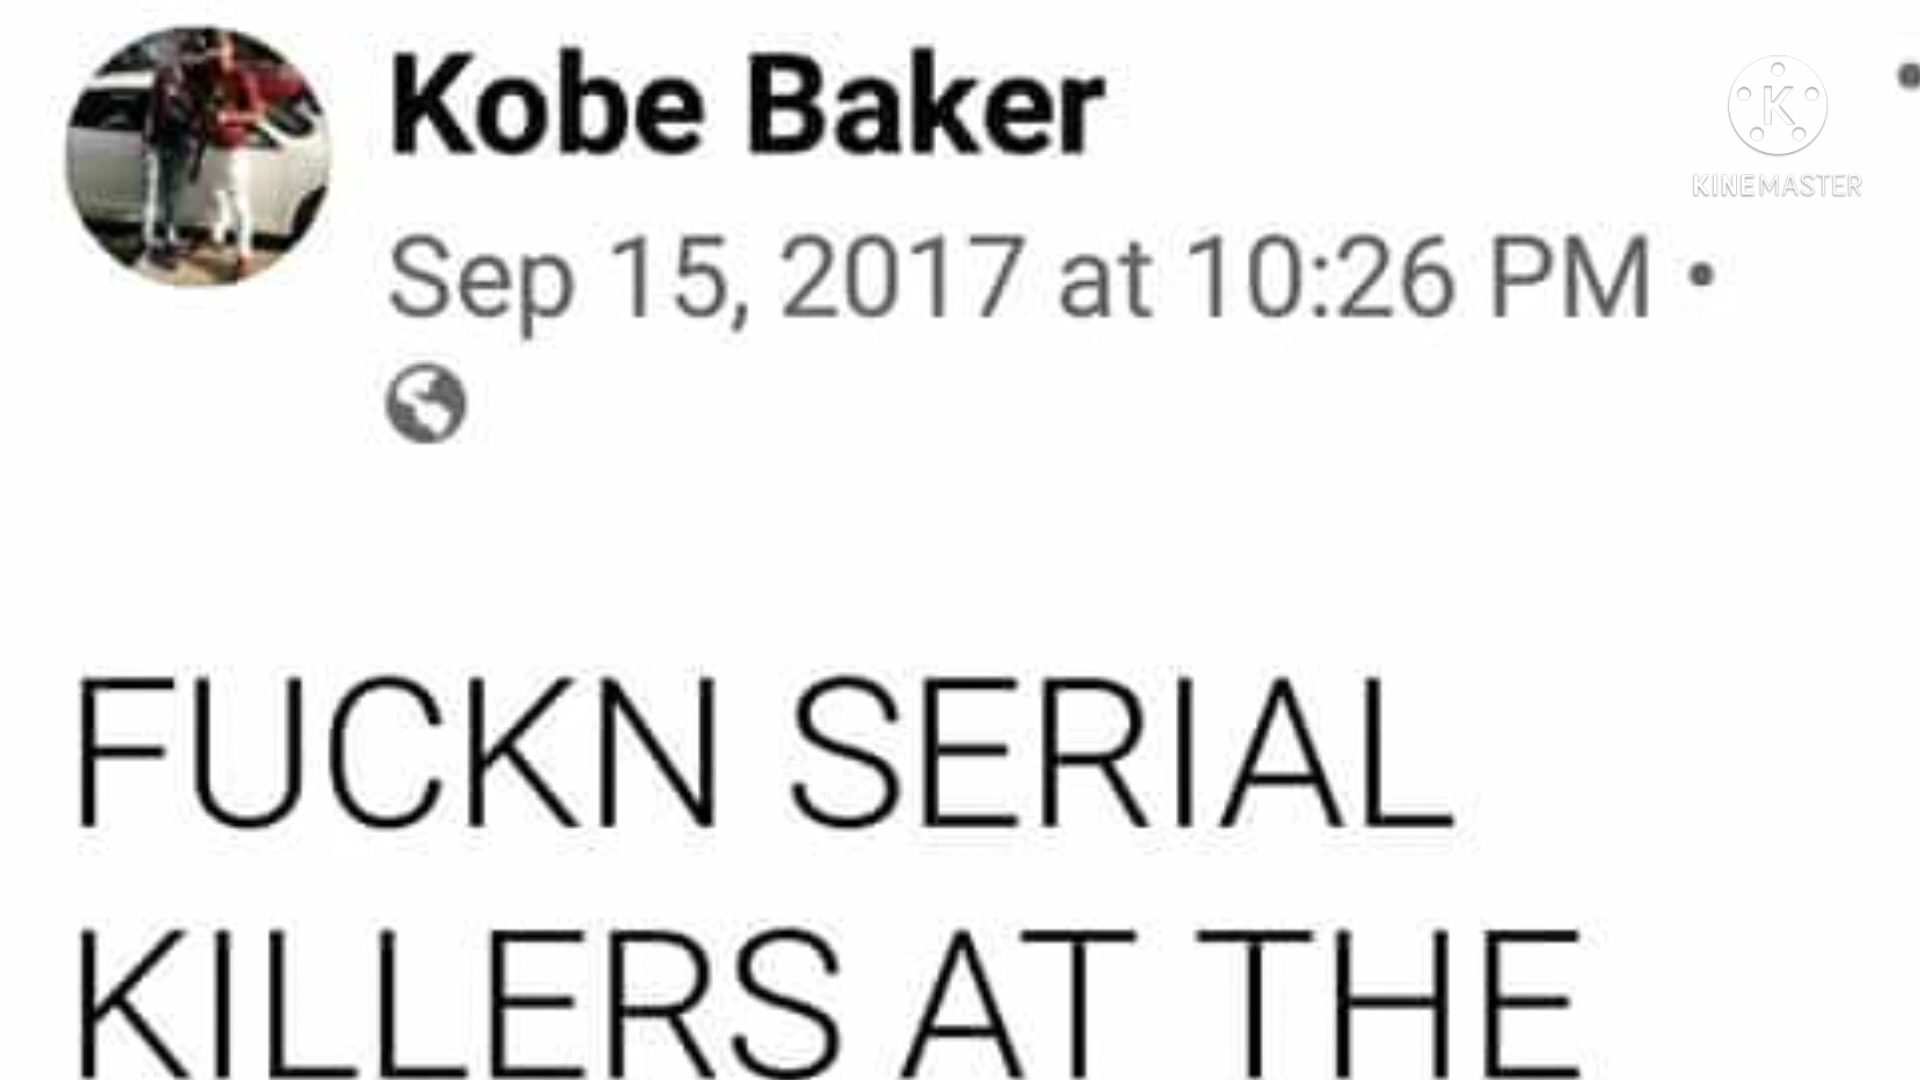 Kobe Baker
KINEMASTER
Sep 15, 2017 at 10:26 PM •
FUCKN SERIAL
KILLERS AT THE